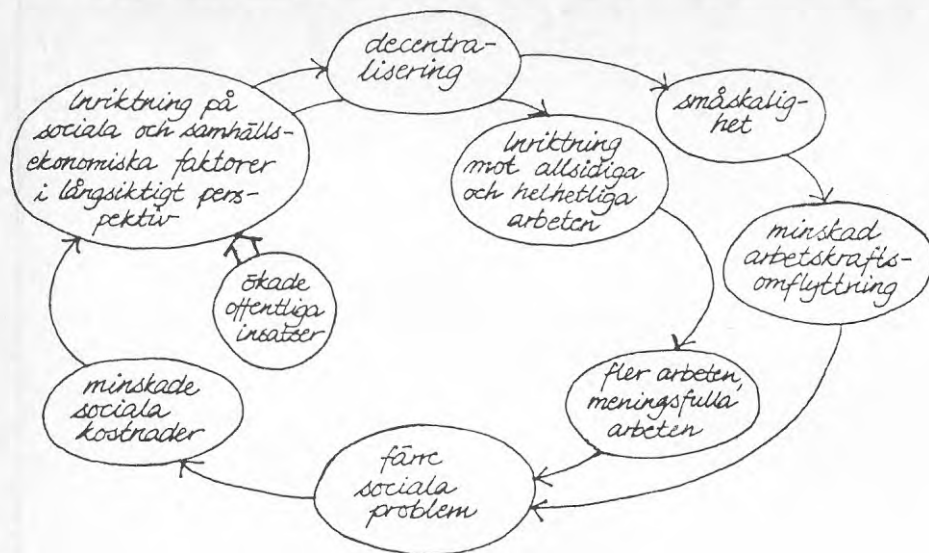 decentra-
lisering
Inriktning på
sociala och samhälls-
ekonomiska faktorer
i långsiktigt pers-
pektiv
småskalig-
het
Inriktning
mot allsidiga
och helhetliga
arbeten
minskad
arbetskrafts-
omflyttning
ökade
offentliga
insatser
fler arbeten,
meningsfulla
arbeten
minskade
sociala
kostnader
färre
sociala
problem